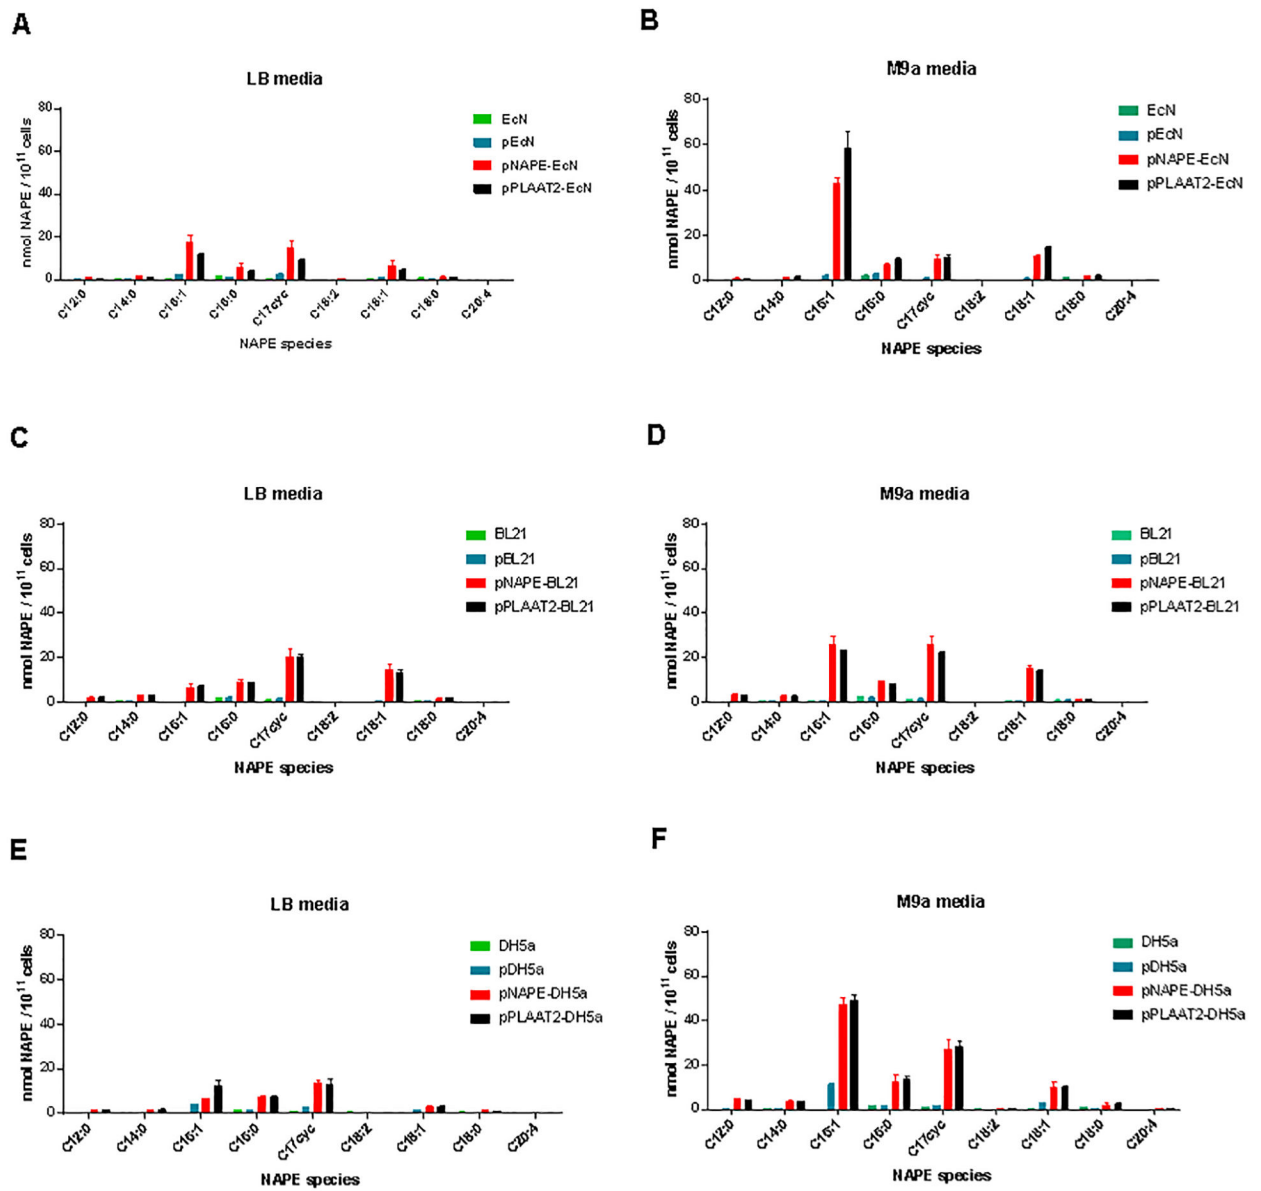 A
LB media
80
60
40
20
0
nmol NAPE / 10¹¹ cells
EcN
pEcN
pNAPE-EcN
pPLAAT2-EcN
C12:0
C14:0
C16:1
C16:0
C17cyc
C18:2
C18:1
C18:0
C20:4
NAPE species
B
M9a media
80
60
40
20
0
nmol NAPE / 10¹¹ cells
EcN
pEcN
pNAPE-EcN
pPLAAT2-EcN
C12:0
C14:0
C16:1
C16:0
C17cyc
C18:2
C18:1
C18:0
C20:4
NAPE species
C
LB media
80
60
40
20
0
nmol NAPE / 10¹¹ cells
BL21
pBL21
pNAPE-BL21
pPLAAT2-BL21
C12:0
C14:0
C16:1
C16:0
C17cyc
C18:2
C18:1
C18:0
C20:4
NAPE species
D
M9a media
80
60
40
20
0
nmol NAPE / 10¹¹ cells
BL21
pBL21
pNAPE-BL21
pPLAAT2-BL21
C12:0
C14:0
C16:1
C16:0
C17cyc
C18:2
C18:1
C18:0
C20:4
NAPE species
E
LB media
80
60
40
20
0
nmol NAPE / 10¹¹ cells
DH5a
pDH5a
pNAPE-DH5a
pPLAAT2-DH5a
C12:0
C14:0
C16:1
C16:0
C17cyc
C18:2
C18:1
C18:0
C20:4
NAPE species
F
M9a media
80
60
40
20
0
nmol NAPE / 10¹¹ cells
DH5a
pDH5a
pNAPE-DH5a
pPLAAT2-DH5a
C12:0
C14:0
C16:1
C16:0
C17cyc
C18:2
C18:1
C18:0
C20:4
NAPE species